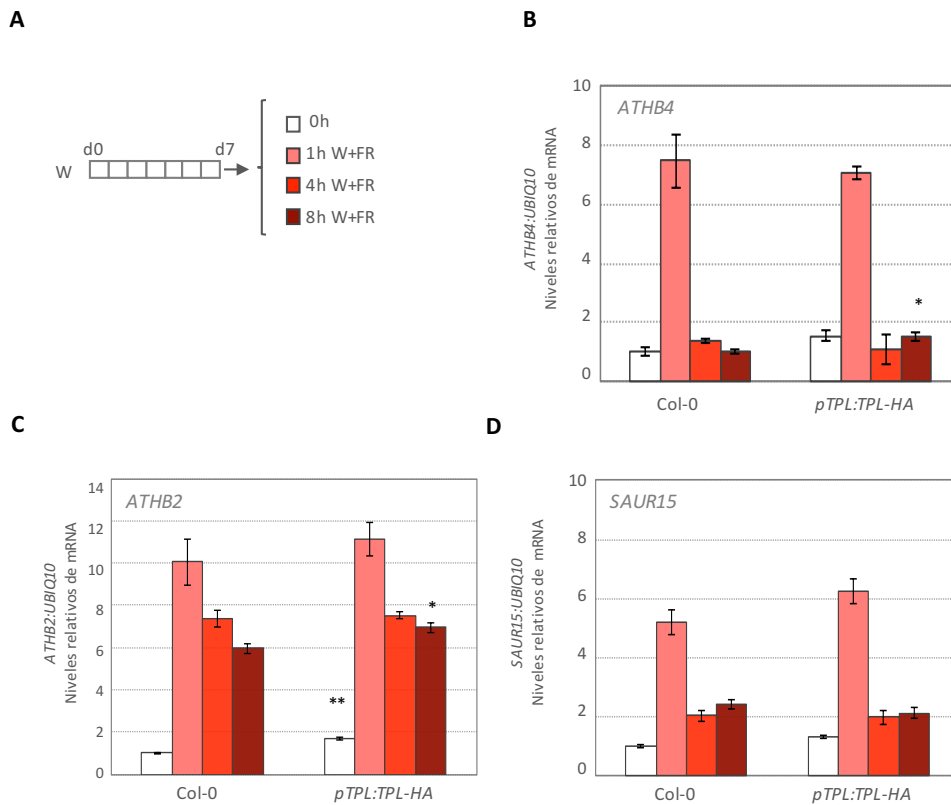 A
d0
d7
W
0h
1h W+FR
4h W+FR
8h W+FR
B
ATHB4
ATHB4:UBIQ10
Niveles relativos de mRNA
10
8
6
4
2
0
*
Col-0
pTPL:TPL-HA
C
ATHB2
ATHB2:UBIQ10
Niveles relativos de mRNA
14
12
10
8
6
4
2
0
**
*
Col-0
pTPL:TPL-HA
D
SAUR15
SAUR15:UBIQ10
Niveles relativos de mRNA
10
8
6
4
2
0
Col-0
pTPL:TPL-HA